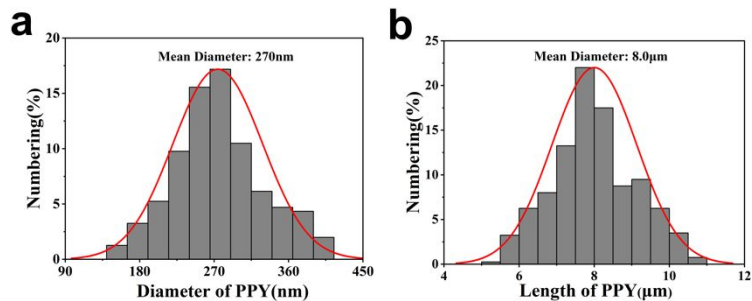 a
Mean Diameter: 270nm
Numbering(%)
20
15
10
5
0
90 180 270 360 450
Diameter of PPY(nm)
b
Mean Diameter: 8.0μm
Numbering(%)
25
20
15
10
5
0
4 6 8 10 12
Length of PPY(μm)